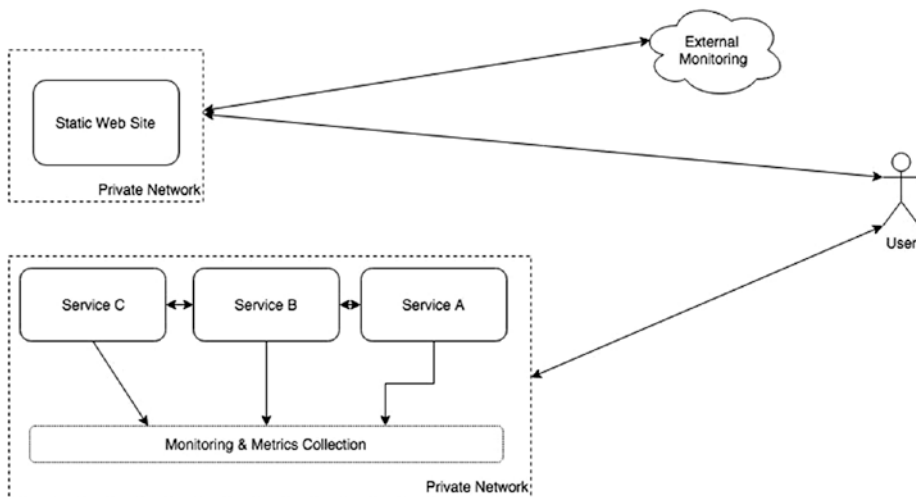 External
Monitoring
Static Web Site
Private Network
User
Service C
Service B
Service A
Monitoring & Metrics Collection
Private Network